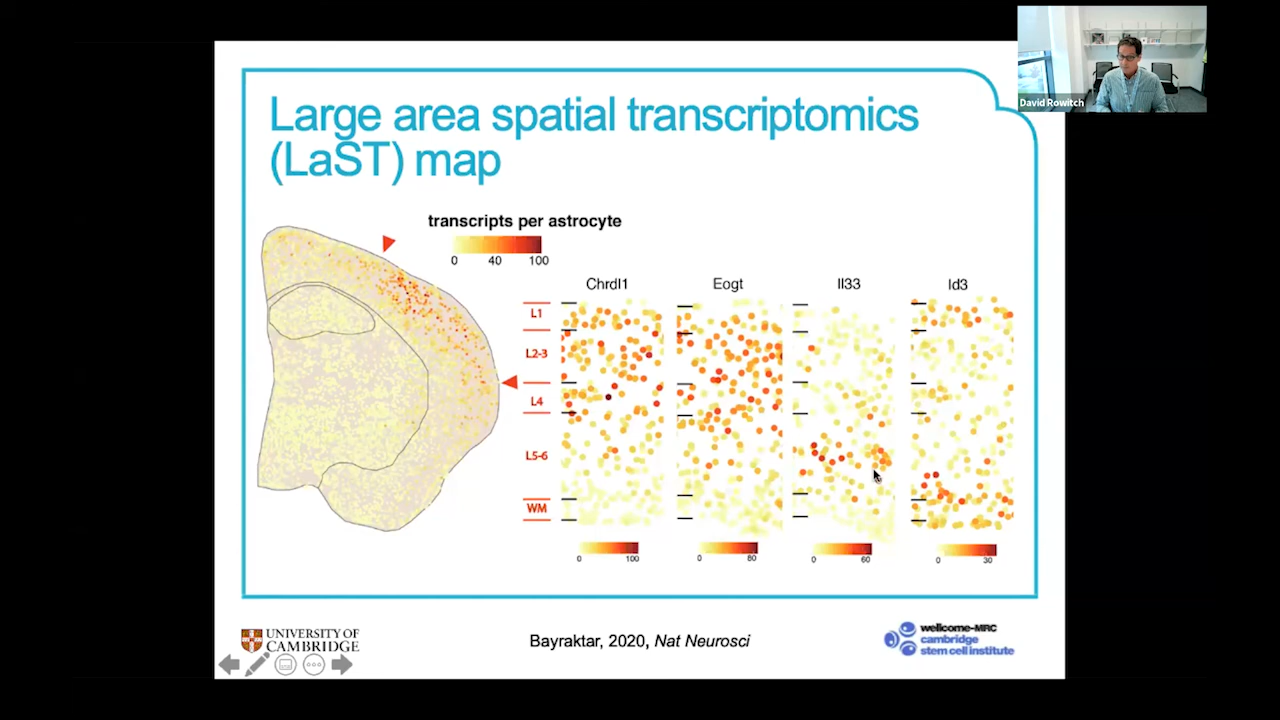 David Rowitch
Large area spatial transcriptomics
(LaST) map
transcripts per astrocyte
0 40 100
Chrdl1 Eogt Il33 Id3
L1
L2-3
L4
L5-6
WM
0 100 0 80 0 60 0 30
UNIVERSITY OF
CAMBRIDGE
Bayraktar, 2020, Nat Neurosci
wellcome-MRC
cambridge
stem cell institute